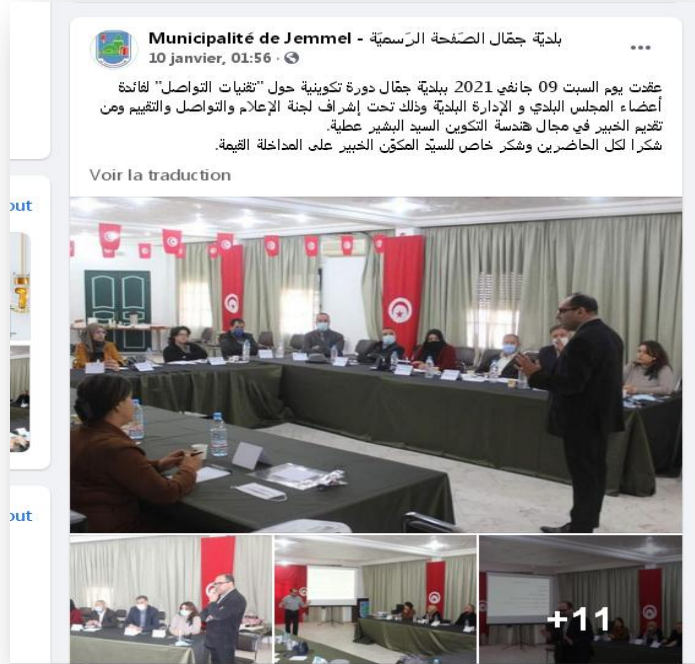 Municipalité de Jemmel - بلديّة جمّال الصّفحة الرّسميّة
10 janvier, 01:56 ·
عقدت يوم السبت 09 جانفي 2021 ببلديّة جمّال دورة تكوينية حول "تقنيات التواصل" لفائدة
أعضاء المجلس البلدي و الإدارة البلديّة وذلك تحت إشراف لجنة الإعلام والتواصل والتقييم ومن
تقديم الخبير في مجال هندسة التكوين السيد البشير عطية.
شكرا لكل الحاضرين وشكر خاص للسيّد المكوّن الخبير على المداخلة القيمة.
Voir la traduction
out
out
+11